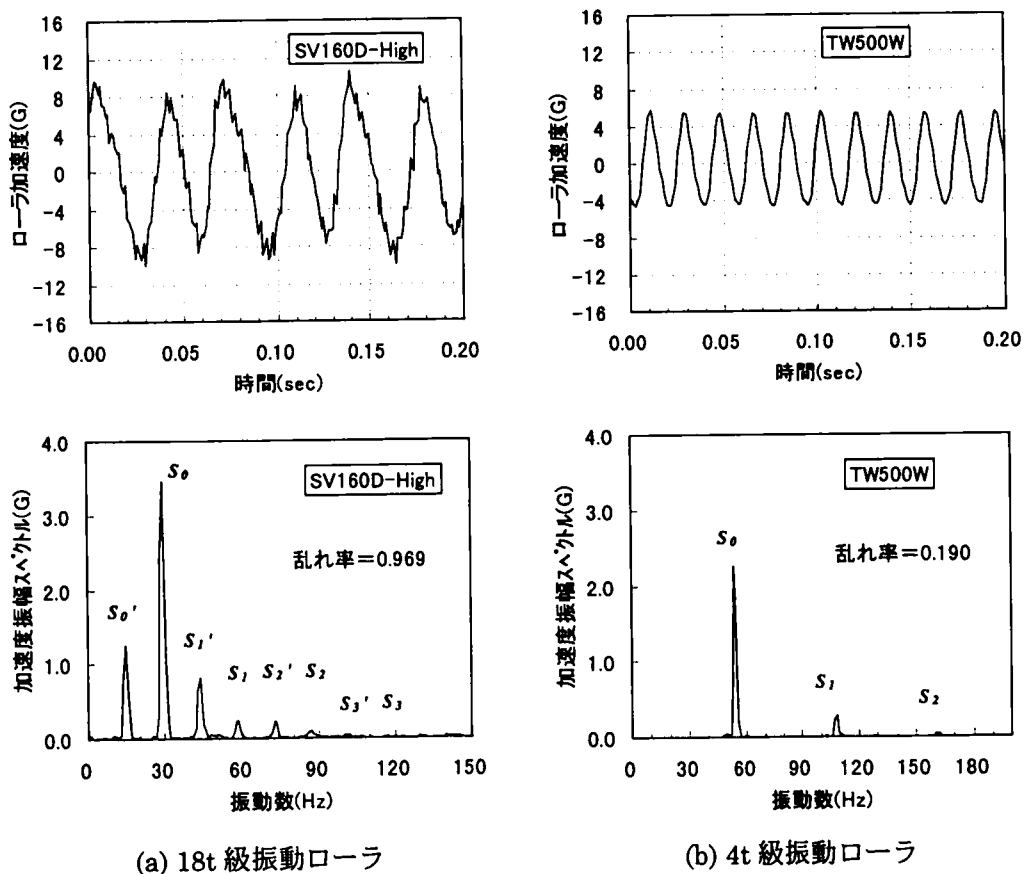 SV160D-High
16
12
8
4
0
-4
-8
-12
-16
ローラ加速度(G)
0.00 0.05 0.10 0.15 0.20
時間(sec)
TW500W
16
12
8
4
0
-4
-8
-12
-16
ローラ加速度(G)
0.00 0.05 0.10 0.15 0.20
時間(sec)
4.0
3.0
2.0
1.0
0.0
加速度振幅スペクトル(G)
SV160D-High
乱れ率=0.969
S0' S0 S1' S1 S2' S2 S3' S3
0 30 60 90 120 150
振動数(Hz)
(a) 18t 級振動ローラ
4.0
3.0
2.0
1.0
0.0
加速度振幅スペクトル(G)
TW500W
乱れ率=0.190
S0 S1 S2
0 30 60 90 120 150 180
振動数(Hz)
(b) 4t 級振動ローラ